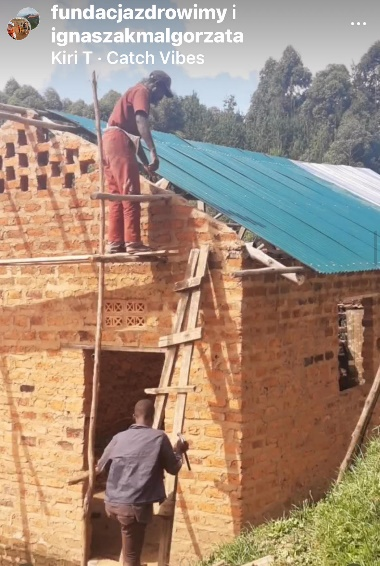 fundacjazdrowimy i
ignaszakmalgorzata
Kiri T · Catch Vibes